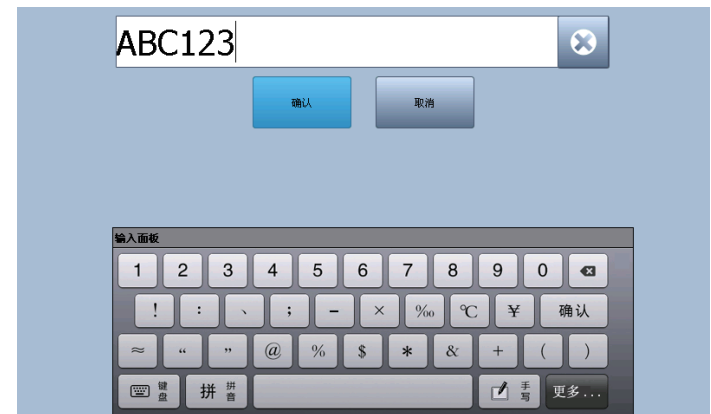 ABC123
确认 取消
输入面板
1 2 3 4 5 6 7 8 9 0
! : 、 ; - × ‰ ℃ ¥ 确认
≈ “ ” @ % $ * & + ( )
键盘 拼 拼音 手写 更多...